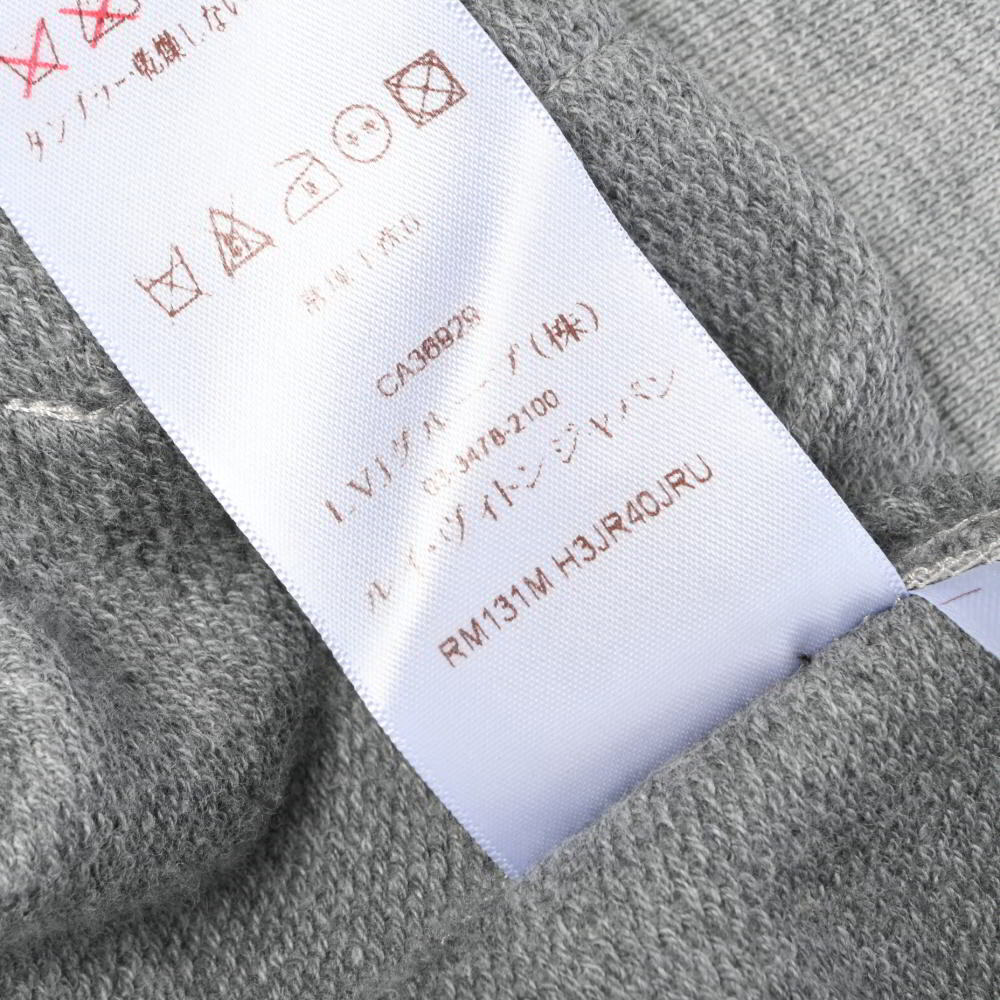 タンブラー乾燥しない
CA36929
LVJグループ(株)
03-3478-2100
ルイ・ヴィトン ジャパン
RM131M H3JR40JRU